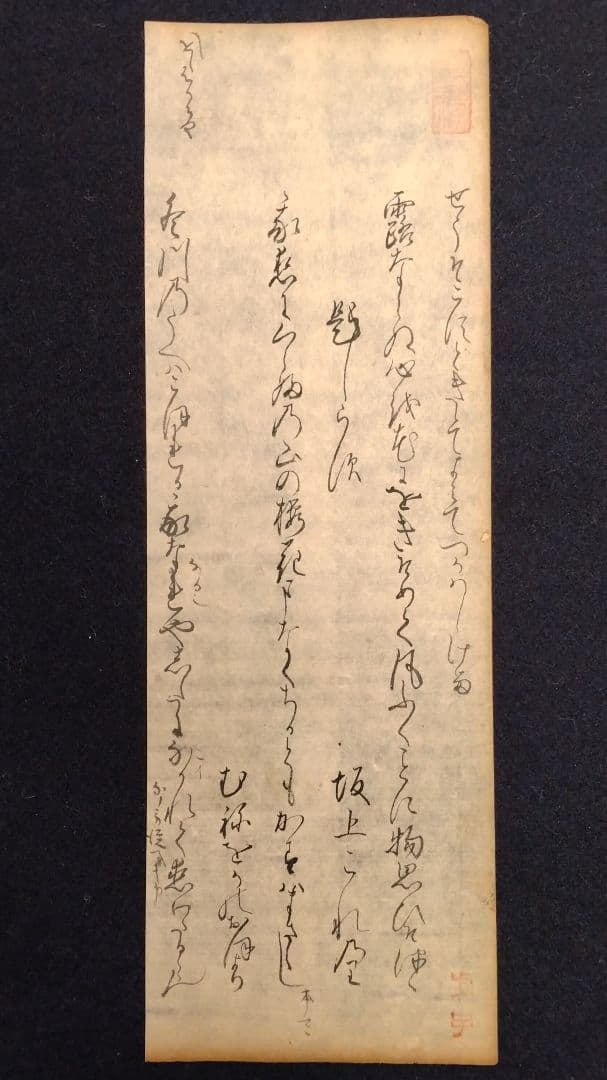 せうそこすときゝてよみてつかはしける
露ならぬ心を花にをきそめて風ふくことに物思ひそつく
題しらす 坂上これのり
我恋にくらふの山の桜花まなくちるともかすはまさらし
むねをかのおほより
冬川のうへはこほれる我なれやしたになかれて恋わたるらん